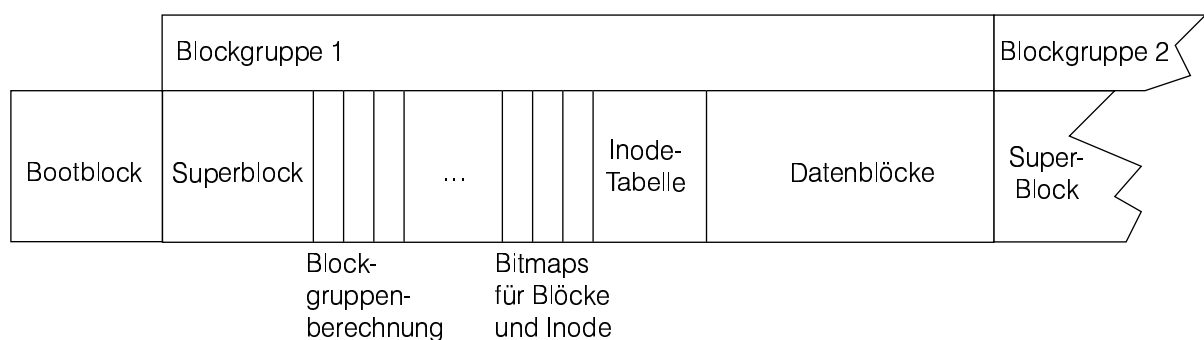 Blockgruppe 1
Blockgruppe 2
Bootblock
Superblock
...
Inode-
Tabelle
Datenblöcke
Super-
Block
Block-
gruppen-
berechnung
Bitmaps
für Blöcke
und Inode